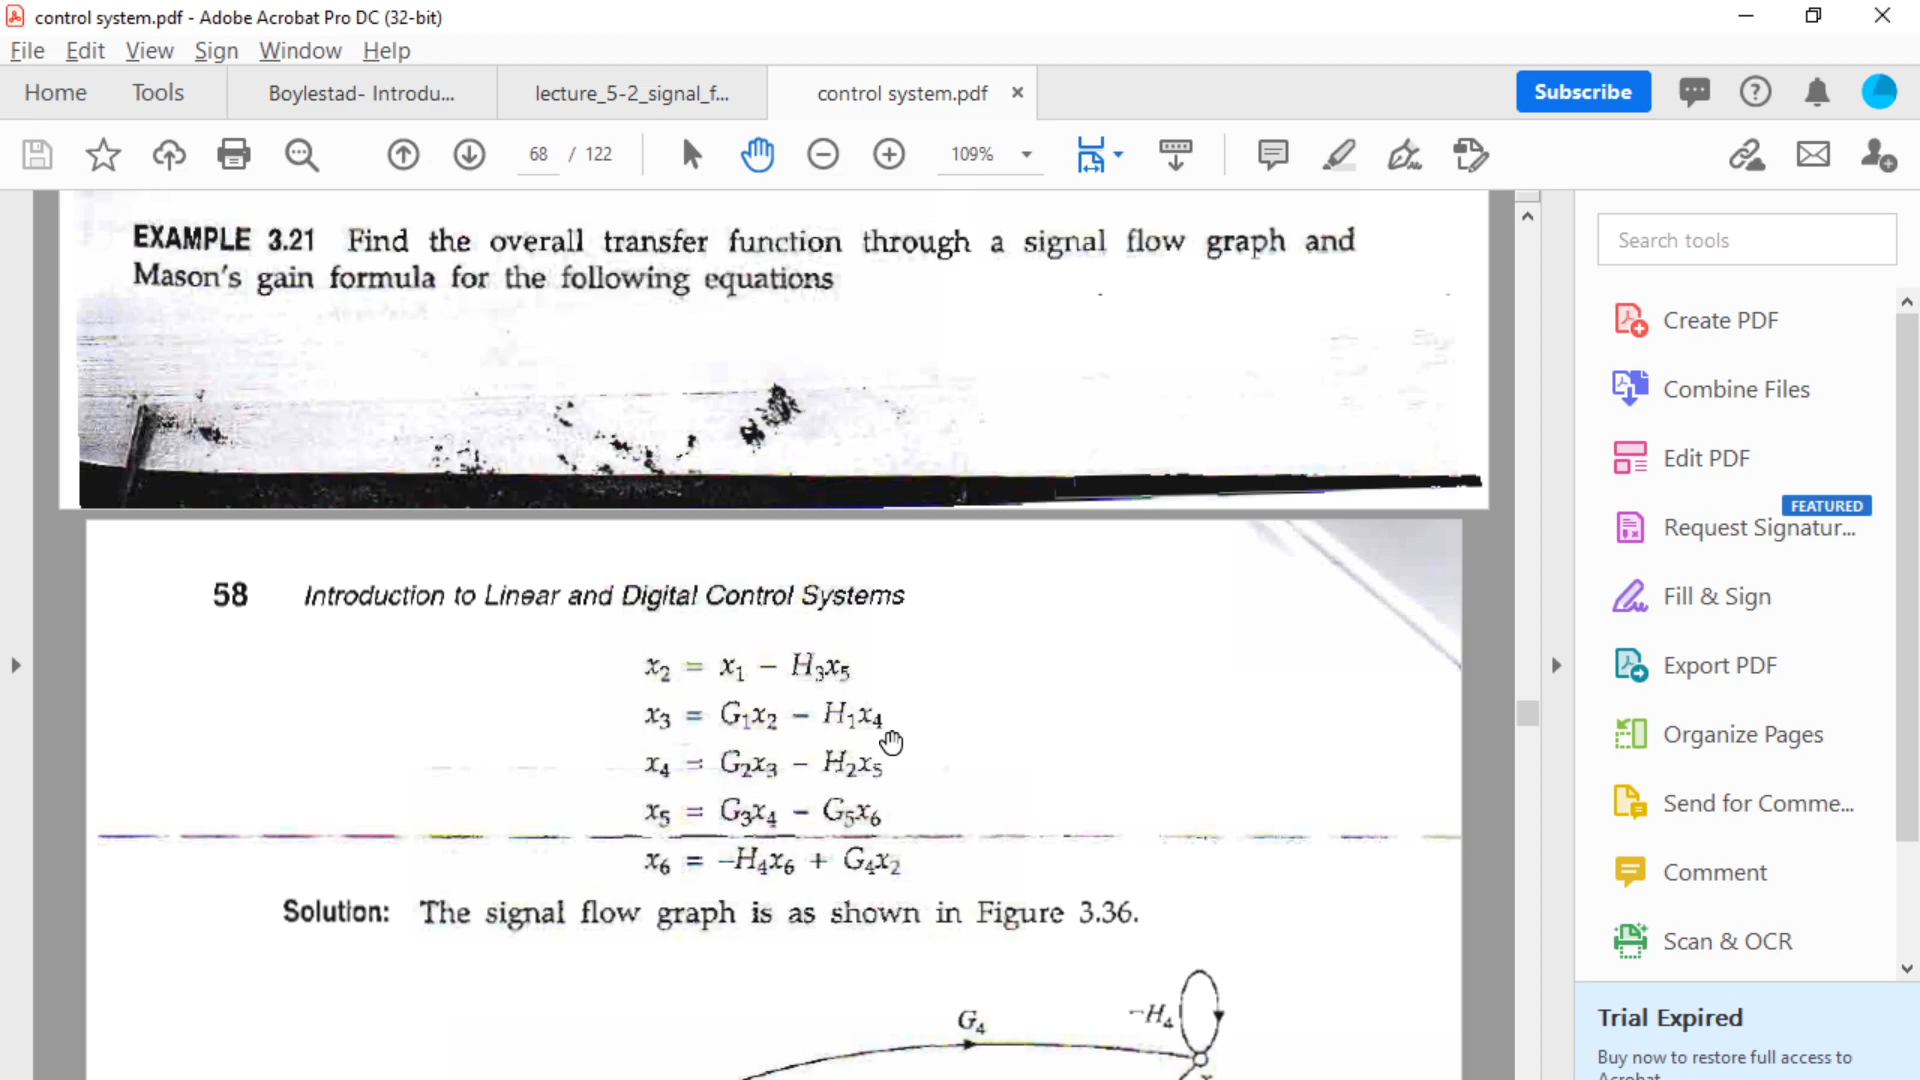 control system.pdf - Adobe Acrobat Pro DC (32-bit)
File Edit View Sign Window Help
Home Tools Boylestad- Introdu... lecture_5-2_signal_f... control system.pdf ×
Subscribe
68 / 122 109%
EXAMPLE 3.21 Find the overall transfer function through a signal flow graph and
Mason's gain formula for the following equations
58 Introduction to Linear and Digital Control Systems
x₂ = x₁ − H₃x₅
x₃ = G₁x₂ − H₁x₄
x₄ = G₂x₃ − H₂x₅
x₅ = G₃x₄ − G₅x₆
x₆ = −H₄x₆ + G₄x₂
Solution: The signal flow graph is as shown in Figure 3.36.
G₄
−H₄
Search tools
Create PDF
Combine Files
Edit PDF
FEATURED
Request Signatur...
Fill & Sign
Export PDF
Organize Pages
Send for Comme...
Comment
Scan & OCR
Trial Expired
Buy now to restore full access to
Acrobat